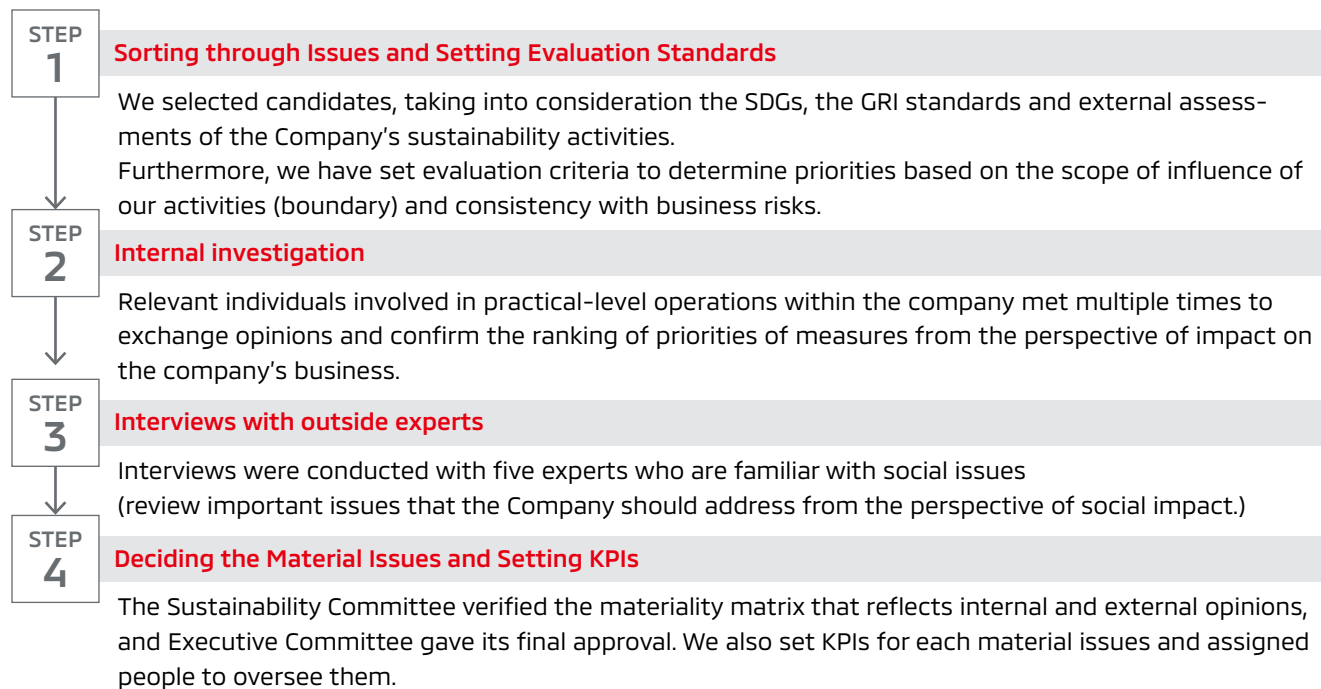 STEP
1
Sorting through Issues and Setting Evaluation Standards
We selected candidates, taking into consideration the SDGs, the GRI standards and external assess-
ments of the Company's sustainability activities.
Furthermore, we have set evaluation criteria to determine priorities based on the scope of influence of
our activities (boundary) and consistency with business risks.
STEP
2
Internal investigation
Relevant individuals involved in practical-level operations within the company met multiple times to
exchange opinions and confirm the ranking of priorities of measures from the perspective of impact on
the company's business.
STEP
3
Interviews with outside experts
Interviews were conducted with five experts who are familiar with social issues
(review important issues that the Company should address from the perspective of social impact.)
STEP
4
Deciding the Material Issues and Setting KPIs
The Sustainability Committee verified the materiality matrix that reflects internal and external opinions,
and Executive Committee gave its final approval. We also set KPIs for each material issues and assigned
people to oversee them.